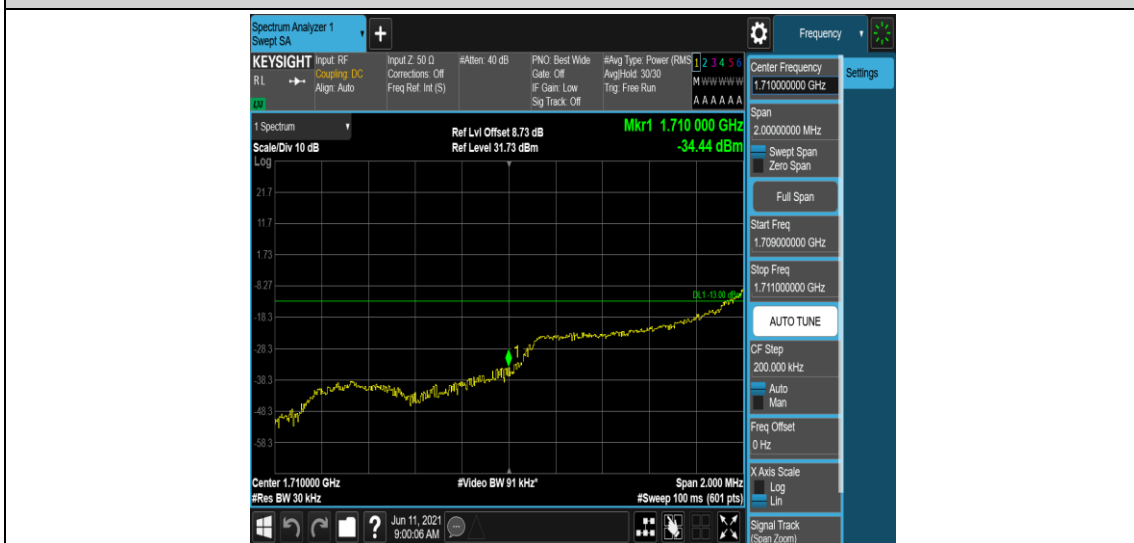 Spectrum Analyzer 1
Swept SA
+
Frequency
KEYSIGHT
RL
LXI
Input: RF
Coupling: DC
Align: Auto
Input Z: 50 Ω
Corrections: Off
Freq Ref: Int (S)
#Atten: 40 dB
PNO: Best Wide
Gate: Off
IF Gain: Low
Sig Track: Off
#Avg Type: Power (RMS
Avg|Hold: 30/30
Trig: Free Run
1 2 3 4 5 6
M W W W W W
A A A A A A
1 Spectrum
Scale/Div 10 dB
Log
Ref Lvl Offset 8.73 dB
Ref Level 31.73 dBm
Mkr1 1.710 000 GHz
-34.44 dBm
21.7
11.7
1.73
-8.27
-18.3
-28.3
-38.3
-48.3
-58.3
DL1 -13.00 dBm
1
Center 1.710000 GHz
#Res BW 30 kHz
#Video BW 91 kHz*
Span 2.000 MHz
#Sweep 100 ms (601 pts)
?
Jun 11, 2021
9:00:06 AM
Center Frequency
1.710000000 GHz
Settings
Span
2.00000000 MHz
Swept Span
Zero Span
Full Span
Start Freq
1.709000000 GHz
Stop Freq
1.711000000 GHz
AUTO TUNE
CF Step
200.000 kHz
Auto
Man
Freq Offset
0 Hz
X Axis Scale
Log
Lin
Signal Track
(Span Zoom)